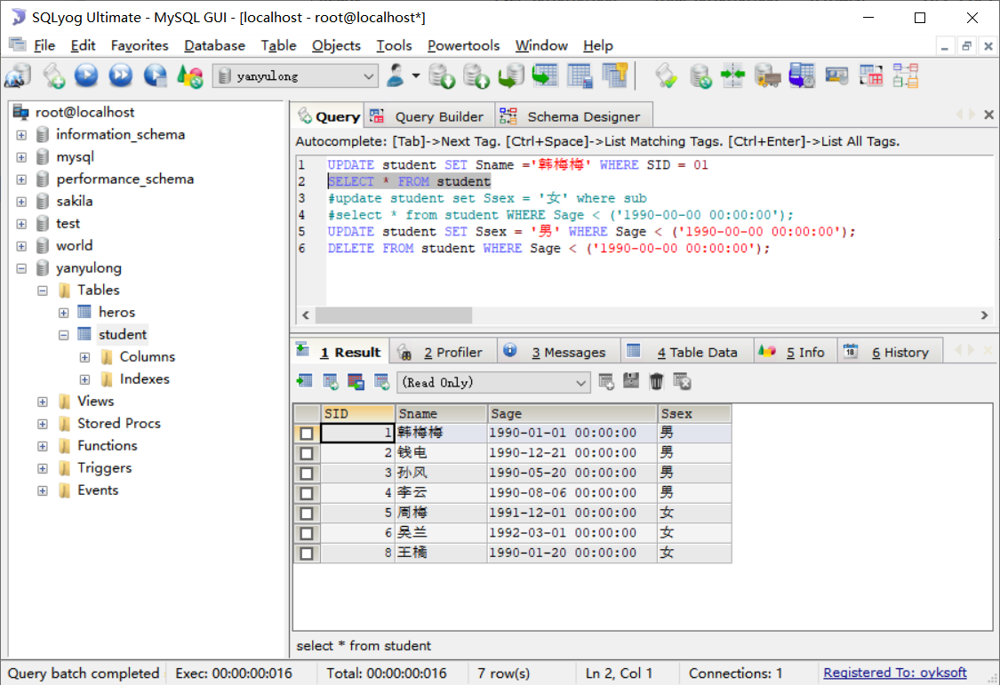 SQLyog Ultimate - MySQL GUI - [localhost - root@localhost*]
File Edit Favorites Database Table Objects Tools Powertools Window Help
yanyulong
root@localhost
information_schema
mysql
performance_schema
sakila
test
world
yanyulong
Tables
heros
student
Columns
Indexes
Views
Stored Procs
Functions
Triggers
Events
Query Query Builder Schema Designer
Autocomplete: [Tab]->Next Tag. [Ctrl+Space]->List Matching Tags. [Ctrl+Enter]->List All Tags.
1 UPDATE student SET Sname ='韩梅梅' WHERE SID = 01
2 SELECT * FROM student
3 #update student set Ssex = '女' where sub
4 #select * from student WHERE Sage < ('1990-00-00 00:00:00');
5 UPDATE student SET Ssex = '男' WHERE Sage < ('1990-00-00 00:00:00');
6 DELETE FROM student WHERE Sage < ('1990-00-00 00:00:00');
1 Result 2 Profiler 3 Messages 4 Table Data 5 Info 18 6 History
(Read Only)
SID Sname Sage Ssex
1 韩梅梅 1990-01-01 00:00:00 男
2 钱电 1990-12-21 00:00:00 男
3 孙风 1990-05-20 00:00:00 男
4 李云 1990-08-06 00:00:00 男
5 周梅 1991-12-01 00:00:00 女
6 吴兰 1992-03-01 00:00:00 女
8 王橘 1990-01-20 00:00:00 女
select * from student
Query batch completed Exec: 00:00:00:016 Total: 00:00:00:016 7 row(s) Ln 2, Col 1 Connections: 1 Registered To: oyksoft